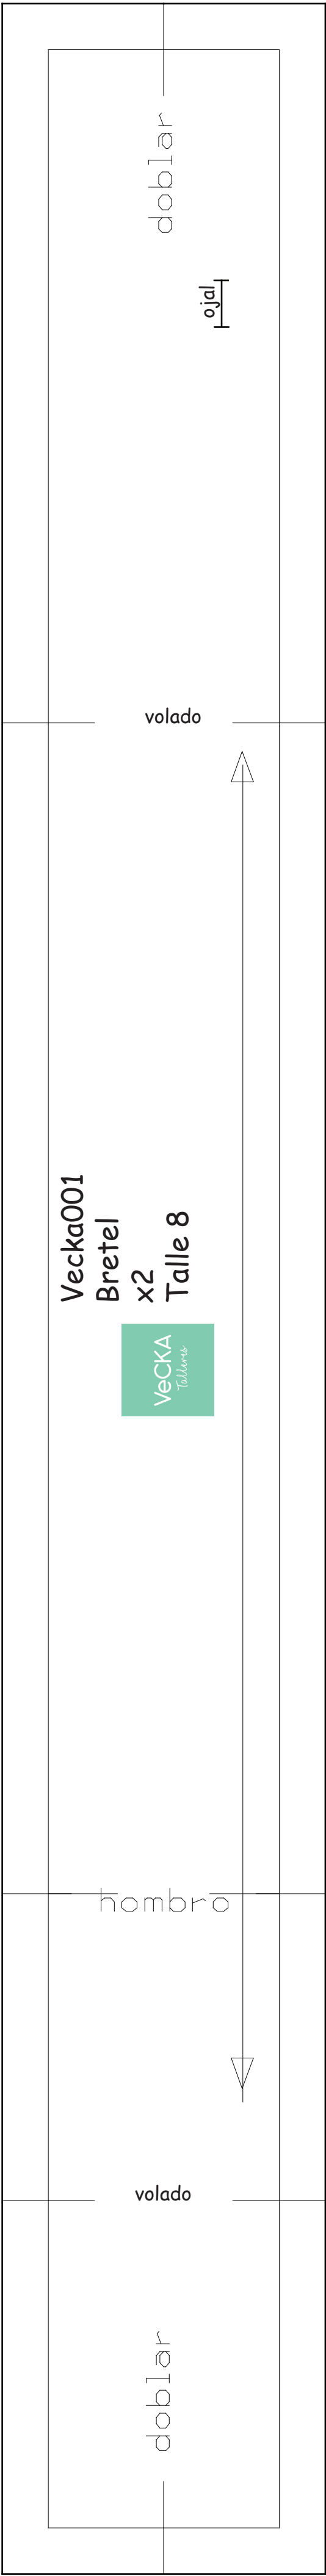 doblar
ojal
volado
Vecka001
Bretel
x2
Talle 8
VeCKA
Talleres
hombro
volado
doblar